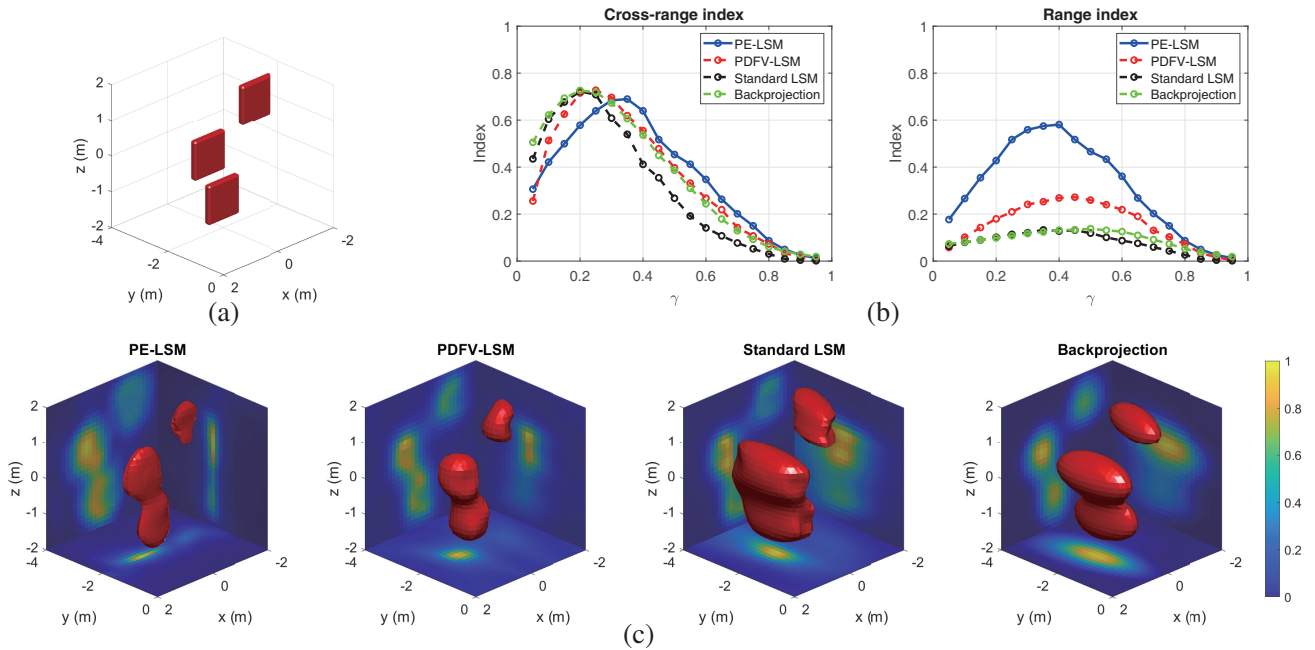 Cross-range index
Range index
z (m)
2
1
0
-1
-2
-4
-2
0
2
0
-2
y (m)
x (m)
(a)
Index
1
0.8
0.6
0.4
0.2
0
0
0.2
0.4
0.6
0.8
1
γ
PE-LSM
PDFV-LSM
Standard LSM
Backprojection
Index
1
0.8
0.6
0.4
0.2
0
0
0.2
0.4
0.6
0.8
1
γ
PE-LSM
PDFV-LSM
Standard LSM
Backprojection
(b)
PE-LSM
PDFV-LSM
Standard LSM
Backprojection
z (m)
2
1
0
-1
-2
-4
-2
0
2
0
-2
y (m)
x (m)
z (m)
2
1
0
-1
-2
-4
-2
0
2
0
-2
y (m)
x (m)
z (m)
2
1
0
-1
-2
-4
-2
0
2
0
-2
y (m)
x (m)
z (m)
2
1
0
-1
-2
-4
-2
0
2
0
-2
y (m)
x (m)
1
0.8
0.6
0.4
0.2
0
(c)